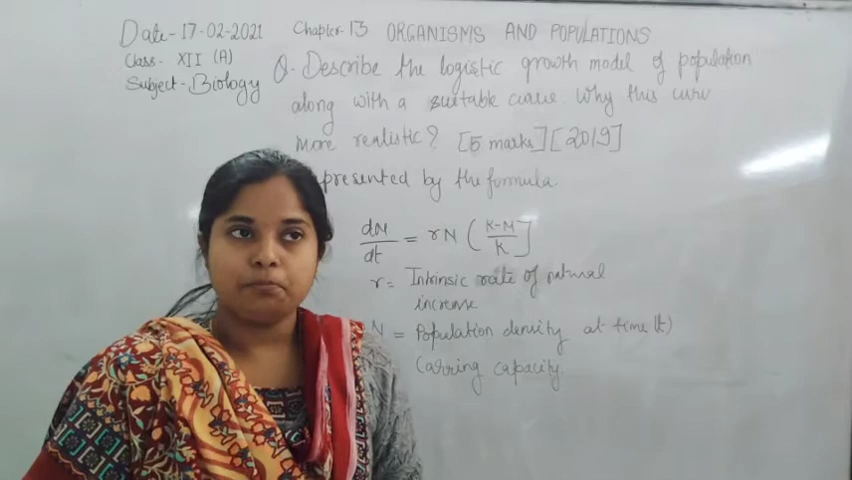 Date-17-02-2021 Chapter-13 ORGANISMS AND POPULATIONS
Class- XII (A)
Subject-Biology
Q. Describe the logistic growth model of population
along with a suitable curve. Why this curv
more realistic? [5 marks] [2019]
presented by the formula.
dN/dt = rN (K-N/K]
r = Intrinsic rate of natural
increase
N = Population density at time (t)
Carring capacity.